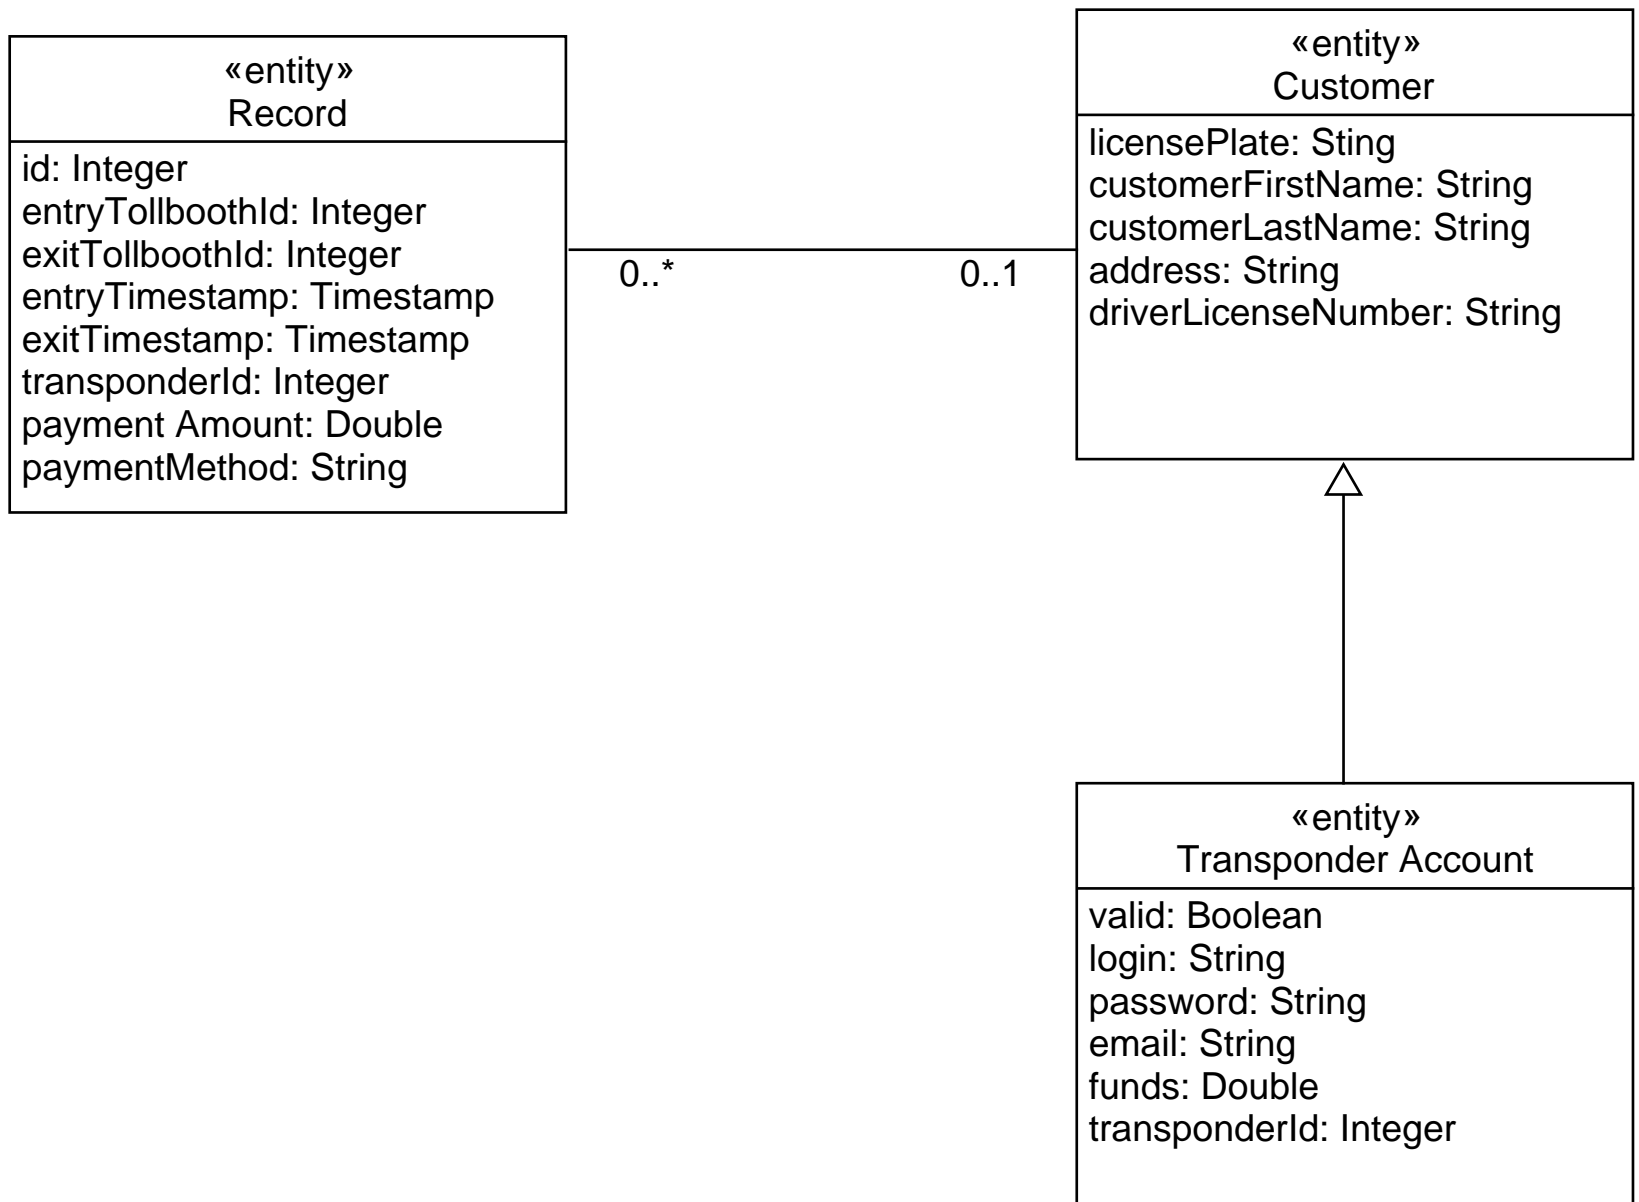 «entity»
Record
id: Integer
entryTollboothId: Integer
exitTollboothId: Integer
entryTimestamp: Timestamp
exitTimestamp: Timestamp
transponderId: Integer
payment Amount: Double
paymentMethod: String
0..*
0..1
«entity»
Customer
licensePlate: Sting
customerFirstName: String
customerLastName: String
address: String
driverLicenseNumber: String
«entity»
Transponder Account
valid: Boolean
login: String
password: String
email: String
funds: Double
transponderId: Integer